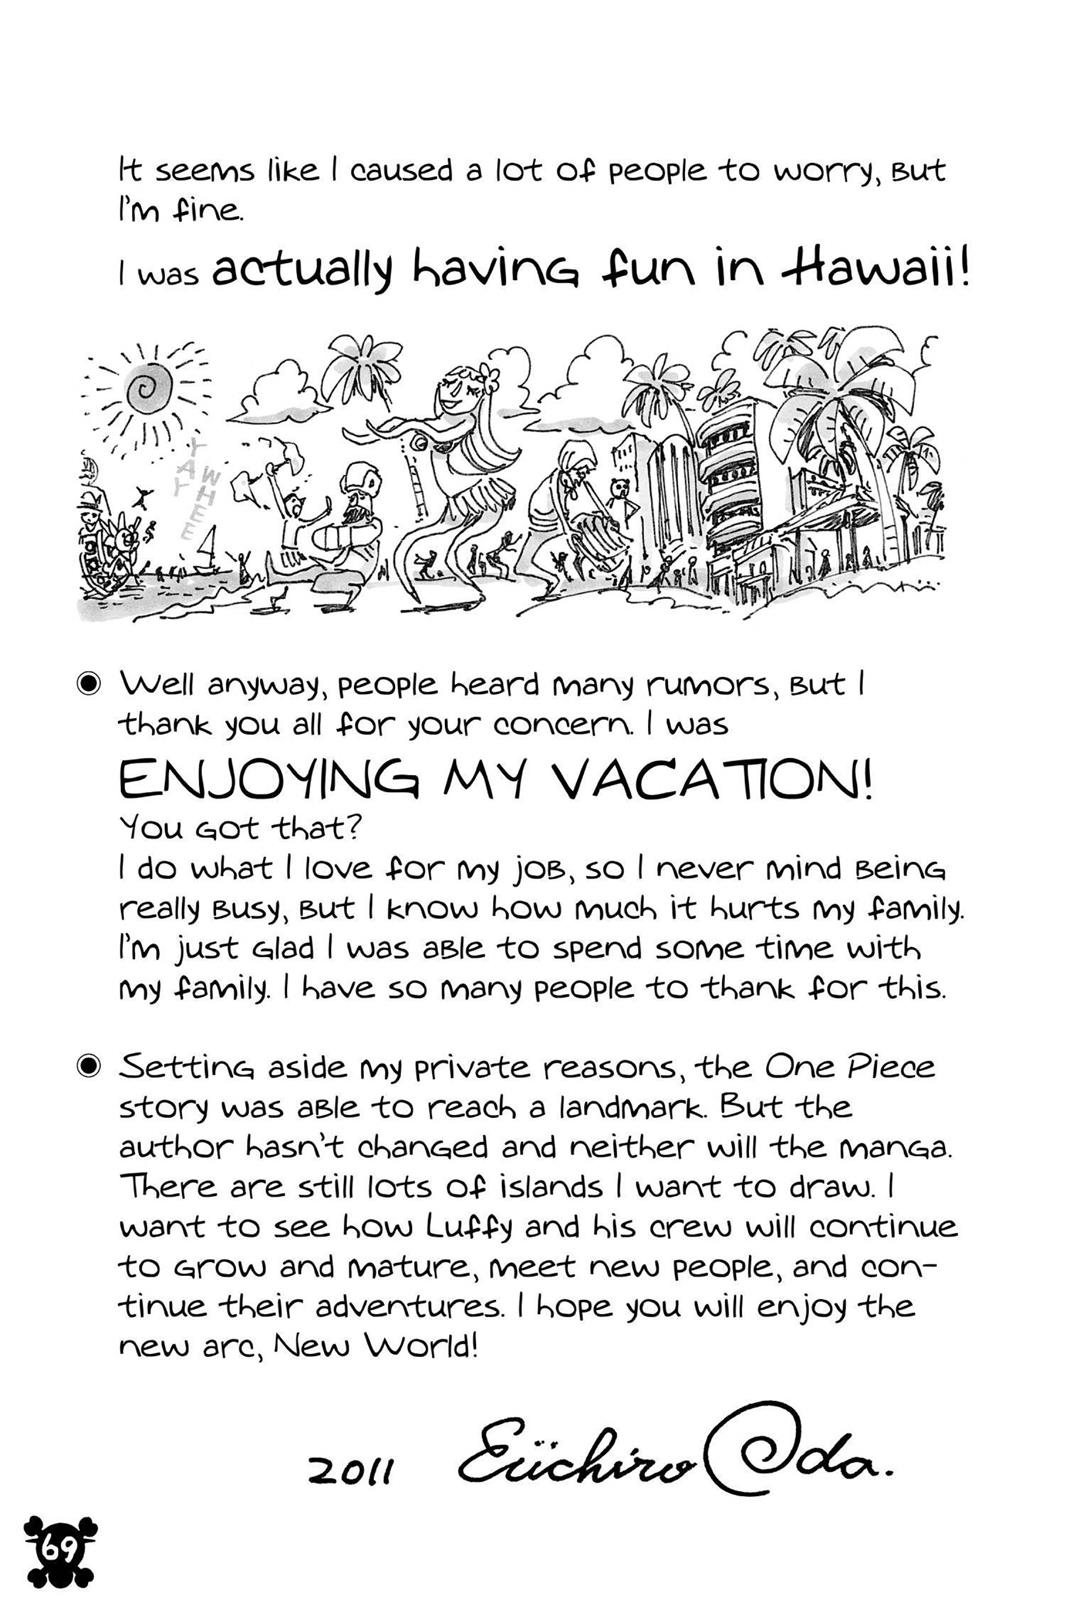 It seems like I caused a lot of people to worry, but
I'm fine.
I was actually having fun in Hawaii!
YAY
WHEEE
Well anyway, people heard many rumors, but I
thank you all for your concern. I was
ENJOYING MY VACATION!
You got that?
I do what I love for my job, so I never mind being
really busy, but I know how much it hurts my family.
I'm just glad I was able to spend some time with
my family. I have so many people to thank for this.
Setting aside my private reasons, the One Piece
story was able to reach a landmark. But the
author hasn't changed and neither will the manga.
There are still lots of islands I want to draw. I
want to see how Luffy and his crew will continue
to grow and mature, meet new people, and con-
tinue their adventures. I hope you will enjoy the
new arc, New World!
2011 Eiichiro Oda.
69